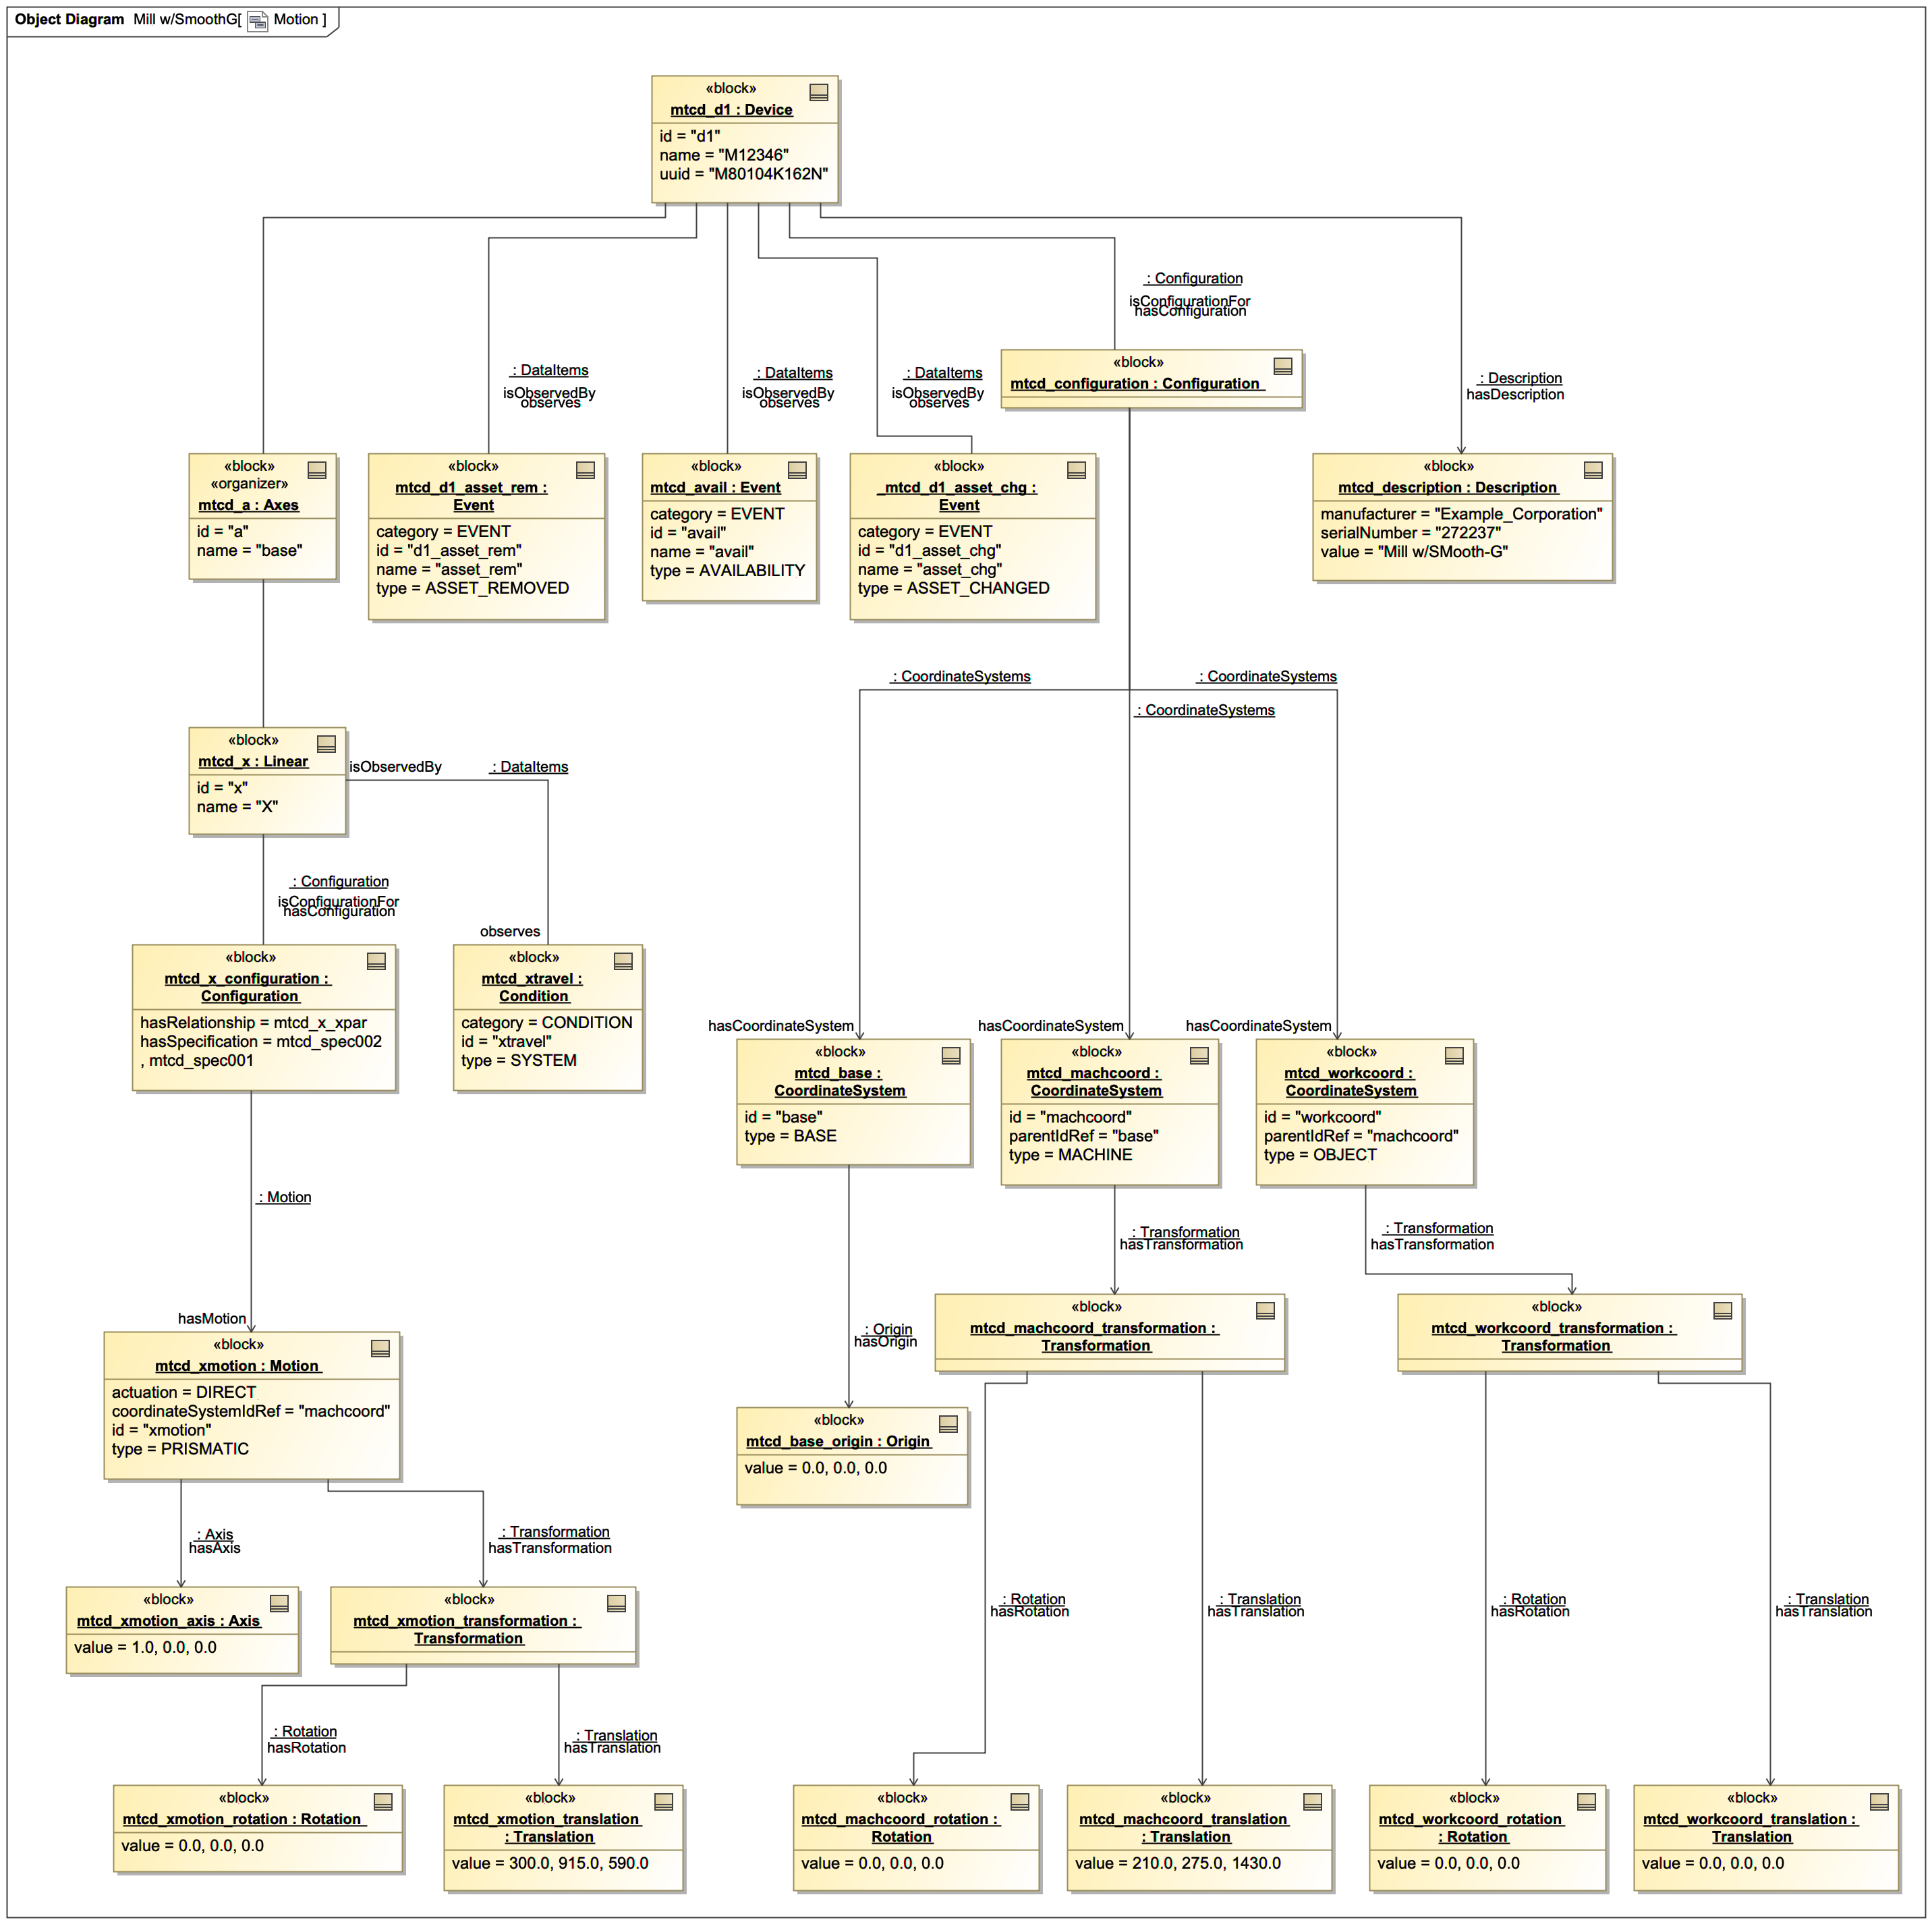 Object Diagram Mill w/SmoothG[ Motion ]
«block»
mtcd_d1 : Device
id = "d1"
name = "M12346"
uuid = "M80104K162N"
: Configuration
isConfigurationFor
hasConfiguration
: DataItems
isObservedBy
observes
: DataItems
isObservedBy
observes
: DataItems
isObservedBy
observes
«block»
mtcd_configuration : Configuration
: Description
hasDescription
«block»
«organizer»
mtcd_a : Axes
id = "a"
name = "base"
«block»
mtcd_d1_asset_rem :
Event
category = EVENT
id = "d1_asset_rem"
name = "asset_rem"
type = ASSET_REMOVED
«block»
mtcd_avail : Event
category = EVENT
id = "avail"
name = "avail"
type = AVAILABILITY
«block»
_mtcd_d1_asset_chg :
Event
category = EVENT
id = "d1_asset_chg"
name = "asset_chg"
type = ASSET_CHANGED
«block»
mtcd_description : Description
manufacturer = "Example_Corporation"
serialNumber = "272237"
value = "Mill w/SMooth-G"
: CoordinateSystems
: CoordinateSystems
: CoordinateSystems
«block»
mtcd_x : Linear
id = "x"
name = "X"
isObservedBy
: DataItems
observes
: Configuration
isConfigurationFor
hasConfiguration
«block»
mtcd_x_configuration :
Configuration
hasRelationship = mtcd_x_xpar
hasSpecification = mtcd_spec002
, mtcd_spec001
«block»
mtcd_xtravel :
Condition
category = CONDITION
id = "xtravel"
type = SYSTEM
hasCoordinateSystem
hasCoordinateSystem
hasCoordinateSystem
«block»
mtcd_base :
CoordinateSystem
id = "base"
type = BASE
«block»
mtcd_machcoord :
CoordinateSystem
id = "machcoord"
parentIdRef = "base"
type = MACHINE
«block»
mtcd_workcoord :
CoordinateSystem
id = "workcoord"
parentIdRef = "machcoord"
type = OBJECT
: Motion
hasMotion
: Transformation
hasTransformation
: Transformation
hasTransformation
«block»
mtcd_xmotion : Motion
actuation = DIRECT
coordinateSystemIdRef = "machcoord"
id = "xmotion"
type = PRISMATIC
: Origin
hasOrigin
«block»
mtcd_machcoord_transformation :
Transformation
«block»
mtcd_workcoord_transformation :
Transformation
«block»
mtcd_base_origin : Origin
value = 0.0, 0.0, 0.0
: Axis
hasAxis
: Transformation
hasTransformation
«block»
mtcd_xmotion_axis : Axis
value = 1.0, 0.0, 0.0
«block»
mtcd_xmotion_transformation :
Transformation
: Rotation
hasRotation
: Translation
hasTranslation
: Rotation
hasRotation
: Translation
hasTranslation
: Rotation
hasRotation
: Translation
hasTranslation
«block»
mtcd_xmotion_rotation : Rotation
value = 0.0, 0.0, 0.0
«block»
mtcd_xmotion_translation
: Translation
value = 300.0, 915.0, 590.0
«block»
mtcd_machcoord_rotation :
Rotation
value = 0.0, 0.0, 0.0
«block»
mtcd_machcoord_translation
: Translation
value = 210.0, 275.0, 1430.0
«block»
mtcd_workcoord_rotation
: Rotation
value = 0.0, 0.0, 0.0
«block»
mtcd_workcoord_translation :
Translation
value = 0.0, 0.0, 0.0